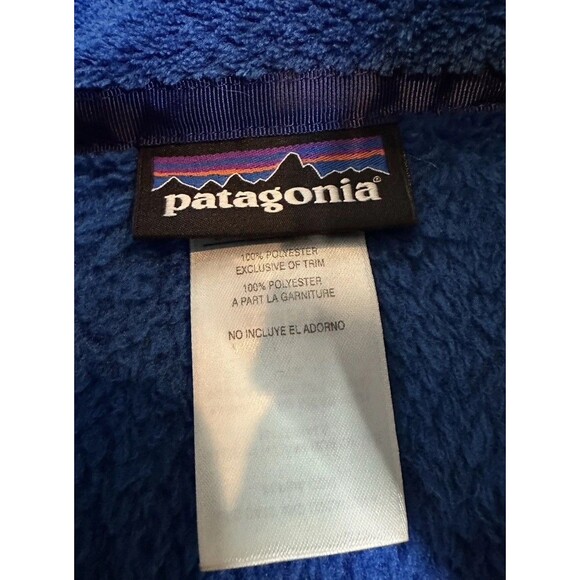 patagonia®
100% POLYESTER
EXCLUSIVE OF TRIM
100% POLYESTER
A PART LA GARNITURE
NO INCLUYE EL ADORNO